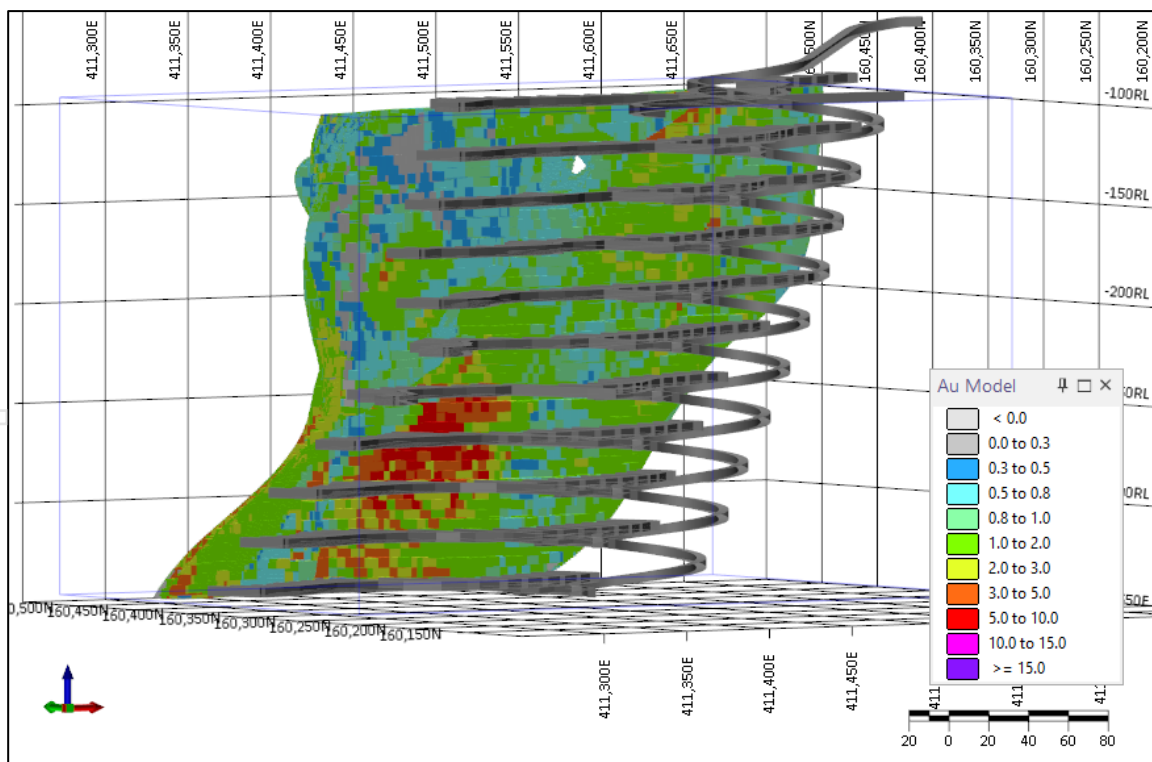 411,300E
411,350E
411,400E
411,450E
411,500E
411,550E
411,600E
411,650E
160,450N
160,400N
160,350N
160,300N
160,250N
160,200N
-100RL
-150RL
-200RL
Au Model
< 0.0
0.0 to 0.3
0.3 to 0.5
0.5 to 0.8
0.8 to 1.0
1.0 to 2.0
2.0 to 3.0
3.0 to 5.0
5.0 to 10.0
10.0 to 15.0
>= 15.0
160,450N
160,400N
160,350N
160,300N
160,250N
160,200N
160,150N
411,300E
411,350E
411,400E
411,450E
20 0 20 40 60 80